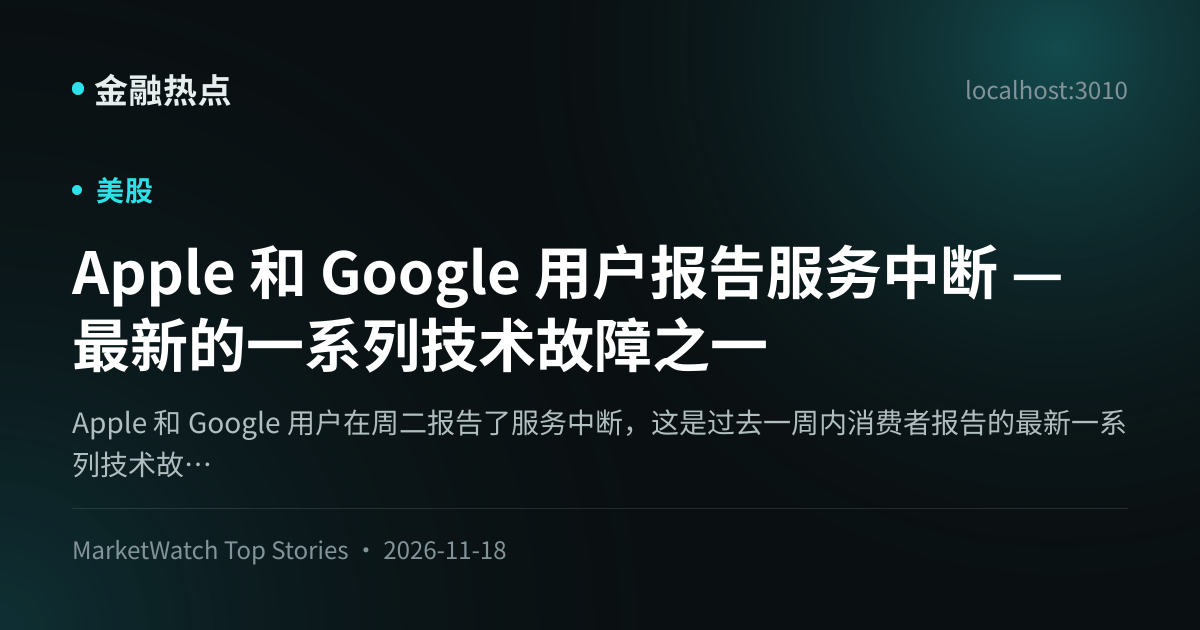 金融热点
localhost:3010
美股
Apple 和 Google 用户报告服务中断 —
最新的一系列技术故障之一
Apple 和 Google 用户在周二报告了服务中断，这是过去一周内消费者报告的最新一系
列技术故…
MarketWatch Top Stories • 2026-11-18